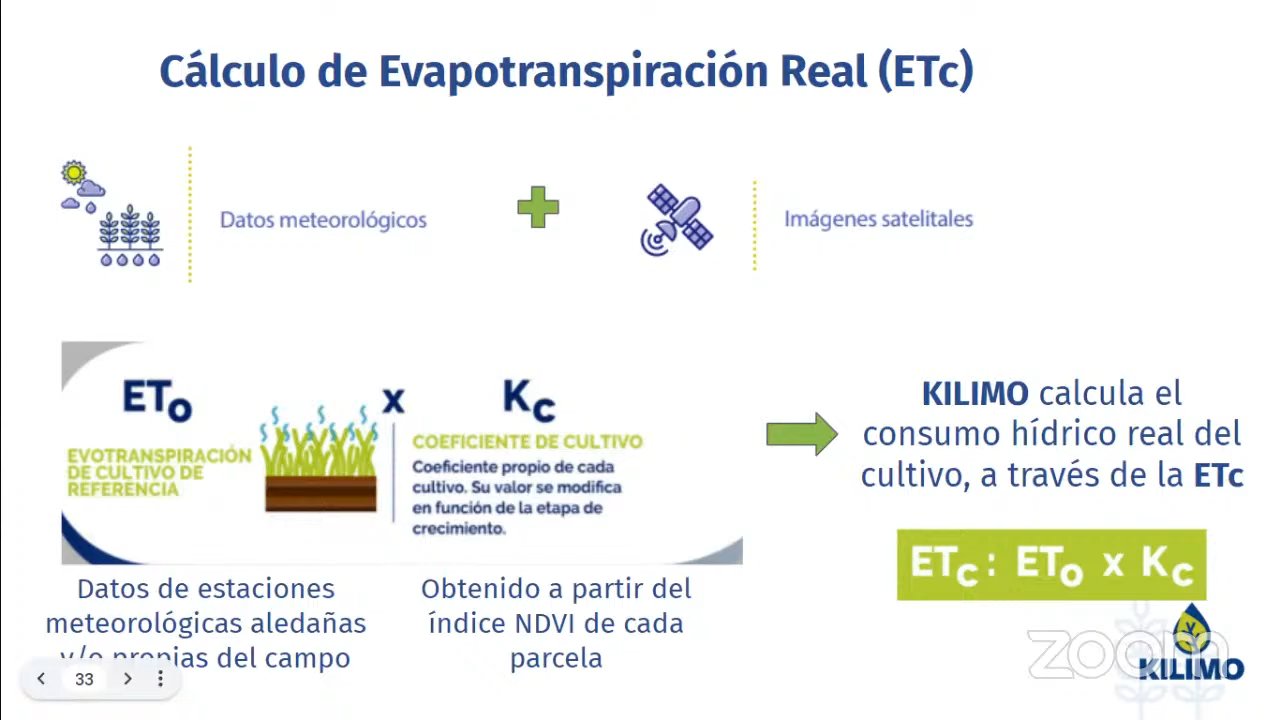 Cálculo de Evapotranspiración Real (ETc)
Datos meteorológicos
Imágenes satelitales
ETo
x
Kc
EVOTRANSPIRACIÓN
DE CULTIVO DE
REFERENCIA
COEFICIENTE DE CULTIVO
Coeficiente propio de cada
cultivo. Su valor se modifica
en función de la etapa de
crecimiento.
Datos de estaciones
meteorológicas aledañas
y/o propias del campo
Obtenido a partir del
índice NDVI de cada
parcela
KILIMO calcula el
consumo hídrico real del
cultivo, a través de la ETc
ETc : ETo x Kc
zoom
KILIMO
33